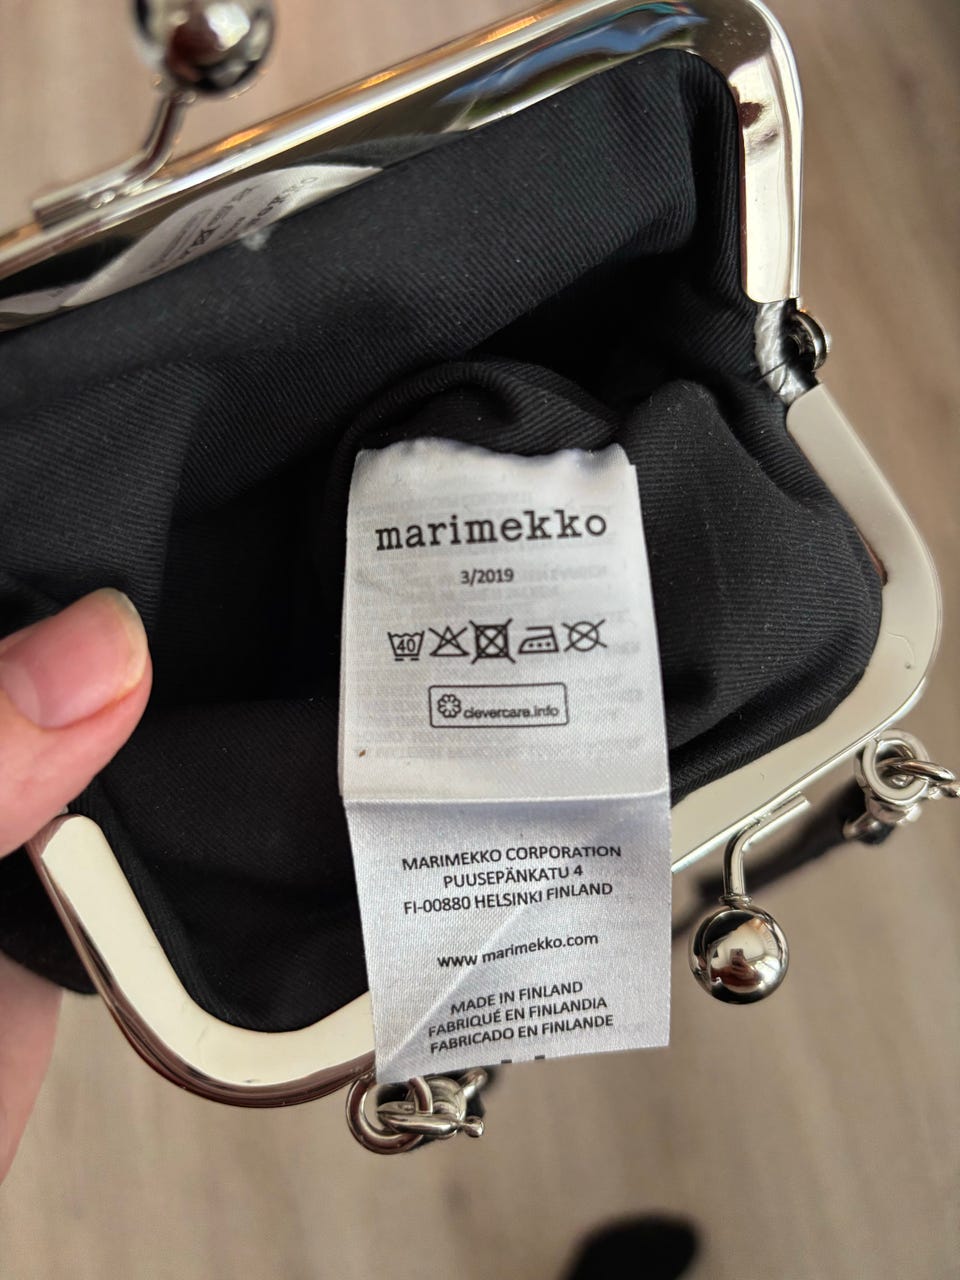 marimekko
3/2019
40
clevercare.info
MARIMEKKO CORPORATION
PUUSEPÄNKATU 4
FI-00880 HELSINKI FINLAND
www.marimekko.com
MADE IN FINLAND
FABRIQUÉ EN FINLANDIA
FABRICADO EN FINLANDE